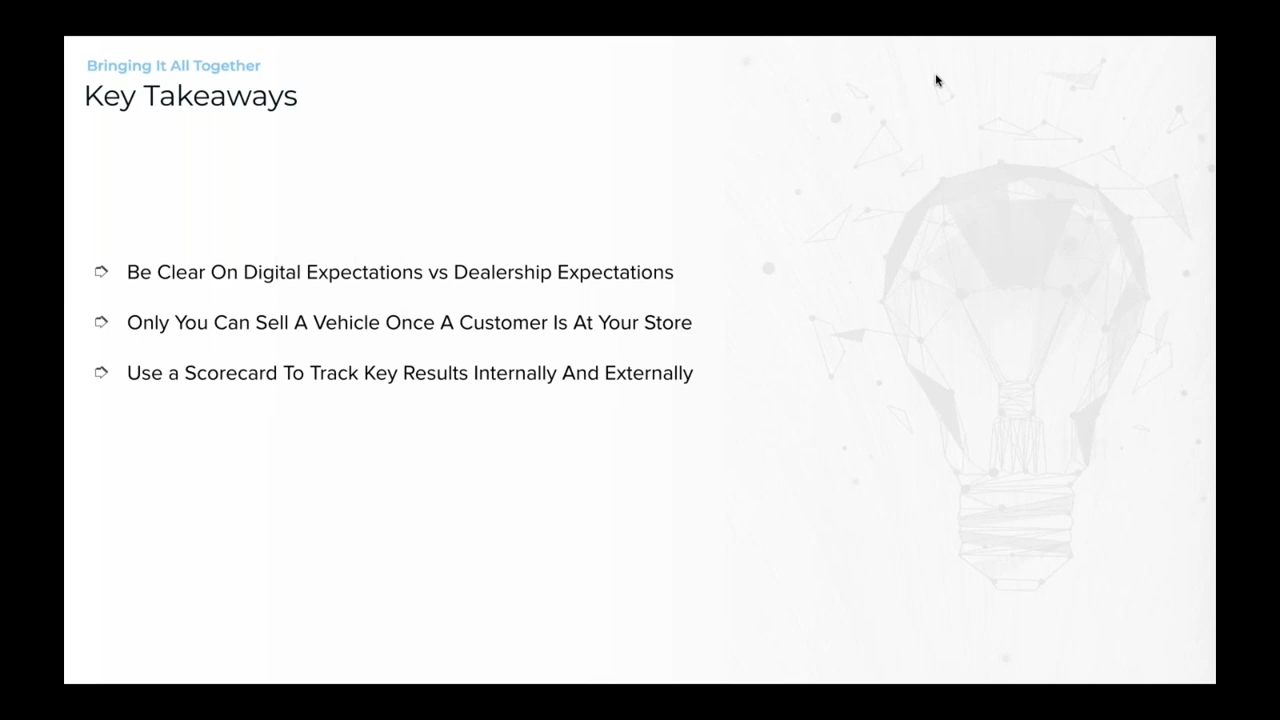 Bringing It All Together
Key Takeaways
➩ Be Clear On Digital Expectations vs Dealership Expectations
➩ Only You Can Sell A Vehicle Once A Customer Is At Your Store
➩ Use a Scorecard To Track Key Results Internally And Externally